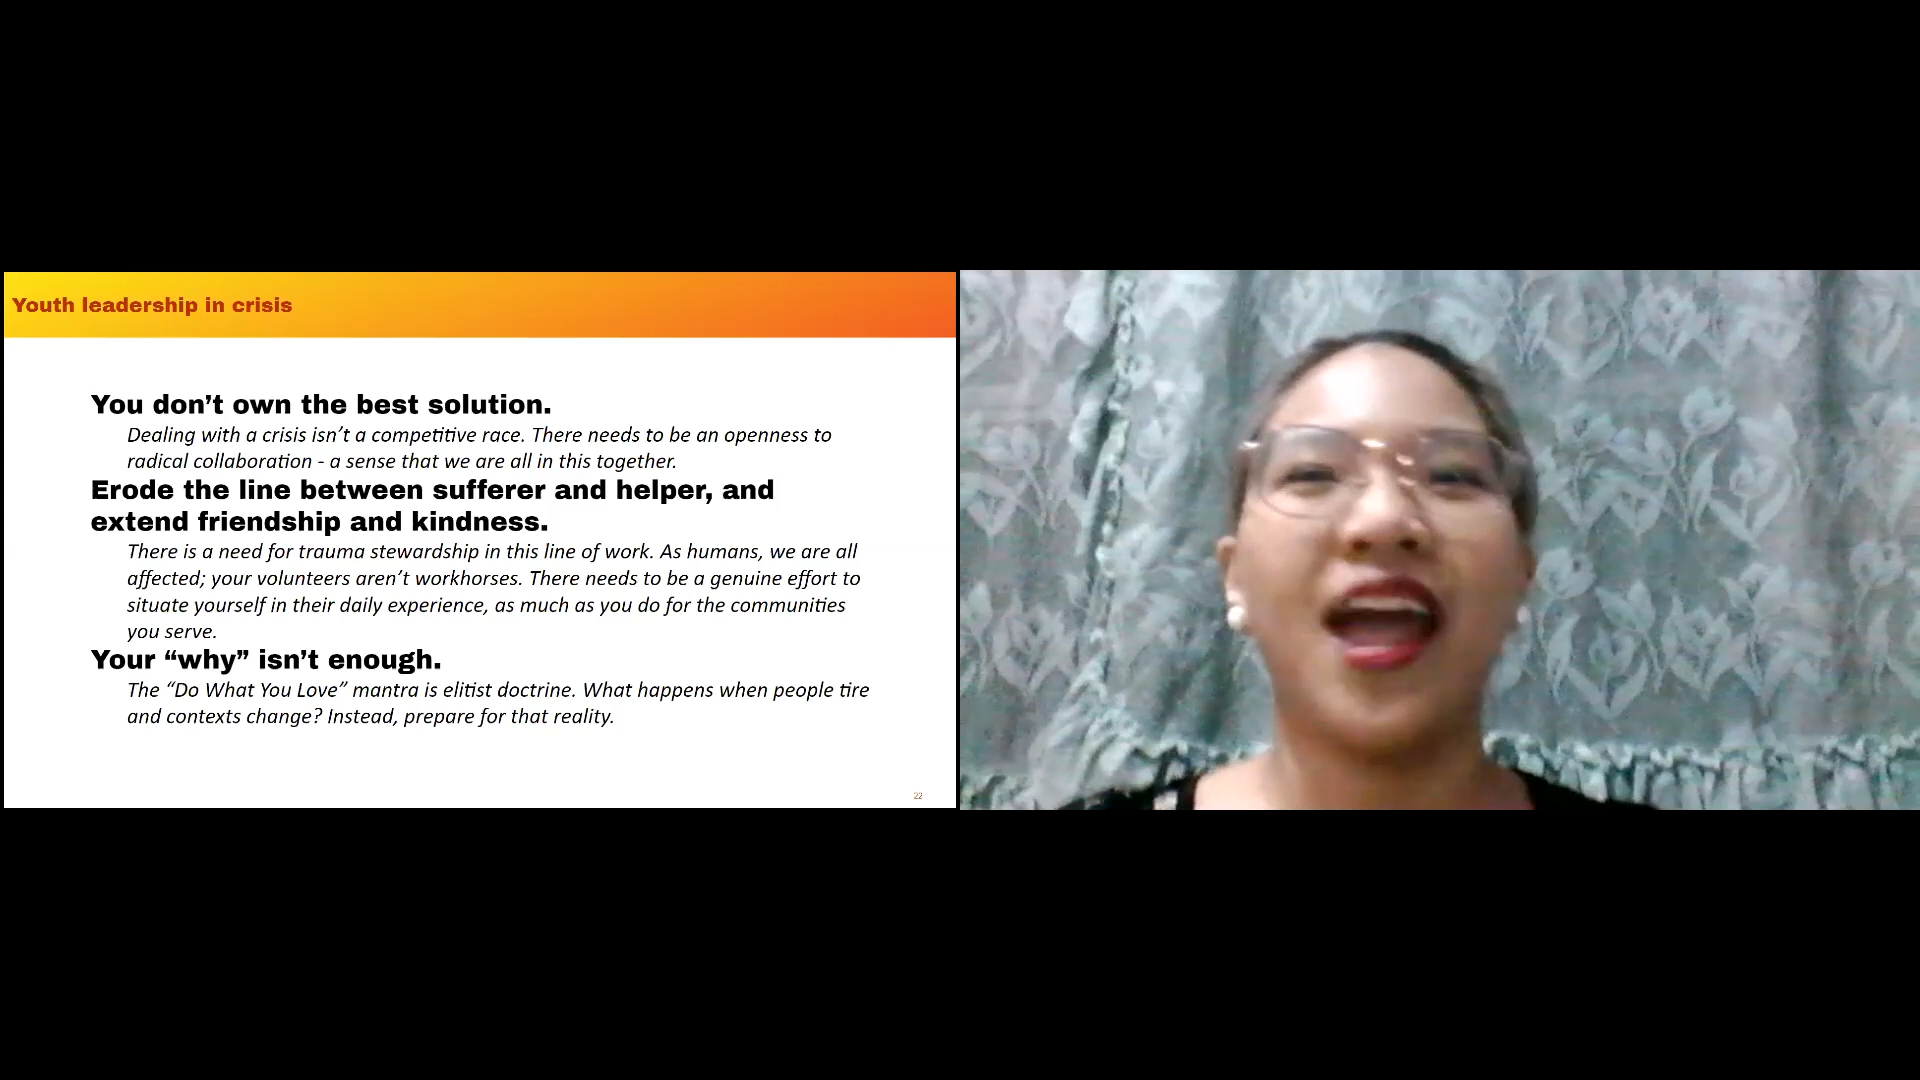 Youth leadership in crisis
You don’t own the best solution.
Dealing with a crisis isn’t a competitive race. There needs to be an openness to
radical collaboration - a sense that we are all in this together.
Erode the line between sufferer and helper, and
extend friendship and kindness.
There is a need for trauma stewardship in this line of work. As humans, we are all
affected; your volunteers aren’t workhorses. There needs to be a genuine effort to
situate yourself in their daily experience, as much as you do for the communities
you serve.
Your “why” isn’t enough.
The “Do What You Love” mantra is elitist doctrine. What happens when people tire
and contexts change? Instead, prepare for that reality.
22